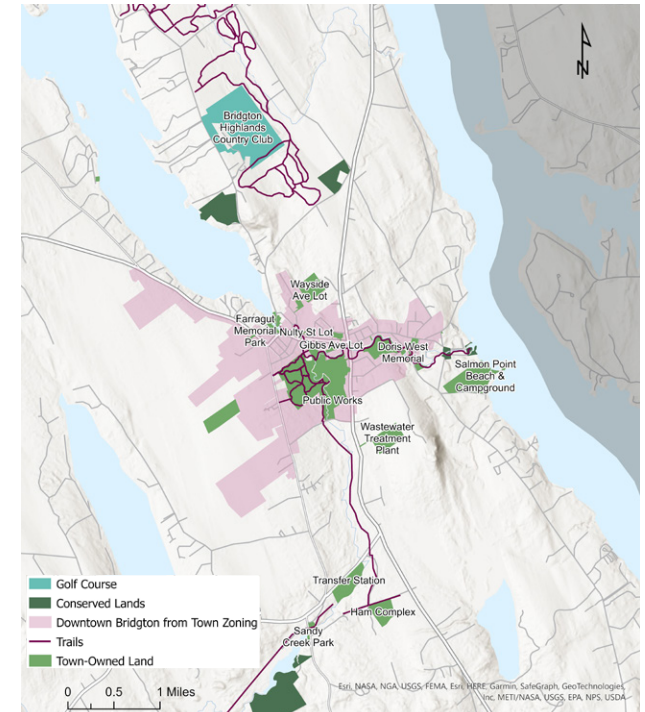 N
Bridgton
Highlands
Country Club
Wayside
Ave Lot
Farragut
Memorial
Park
Nulty St Lot
Gibbs Ave Lot
Doris West
Memorial
Salmon Point
Beach &
Campground
Public Works
Wastewater
Treatment
Plant
Transfer Station
Ham Complex
Sandy
Creek Park
Golf Course
Conserved Lands
Downtown Bridgton from Town Zoning
Trails
Town-Owned Land
0 0.5 1 Miles
Esri, NASA, NGA, USGS, FEMA, Esri, HERE, Garmin, SafeGraph, GeoTechnologies,
Inc, METI/NASA, USGS, EPA, NPS, USDA